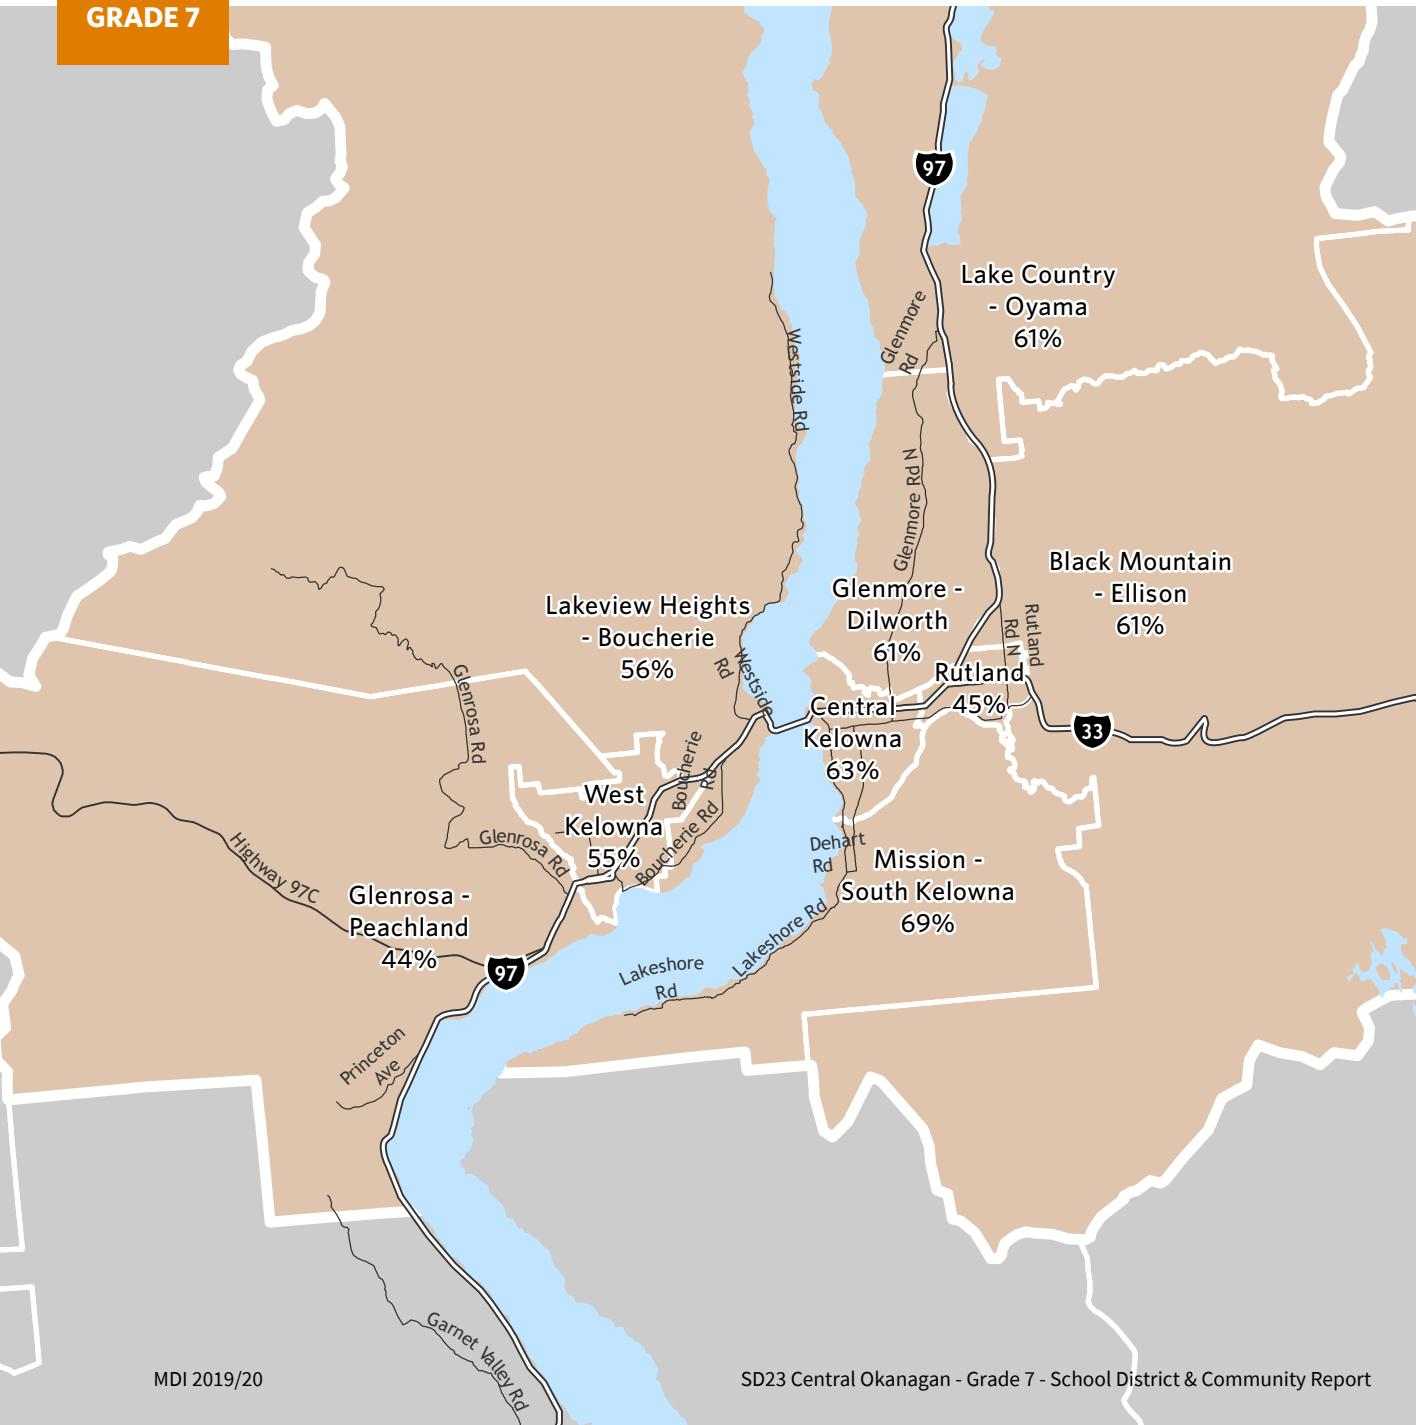 GRADE 7
97
Lake Country
- Oyama
61%
Glenmore
Rd
Westside Rd
Glenmore Rd N
Black Mountain
- Ellison
61%
Glenmore -
Dilworth
61%
Lakeview Heights
- Boucherie
56%
Rutland
Rd N
Westside
Rd
Rutland
45%
Glenrosa Rd
Central
Kelowna
63%
33
Boucherie
Rd
West
Kelowna
55%
Boucherie Rd
Glenrosa Rd
Highway 97C
Dehart
Rd
Mission -
South Kelowna
69%
Glenrosa -
Peachland
44%
97
Lakeshore Rd
Lakeshore
Rd
Princeton
Ave
Garnet Valley Rd
MDI 2019/20
SD23 Central Okanagan - Grade 7 - School District & Community Report